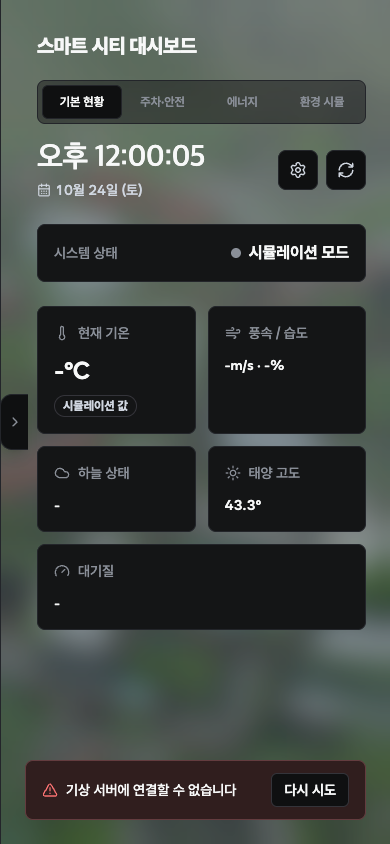 스마트 시티 대시보드
기본 현황
주차·안전
에너지
환경 시뮬
오후 12:00:05
10월 24일 (토)
시스템 상태
시뮬레이션 모드
현재 기온
-°C
시뮬레이션 값
풍속 / 습도
-m/s · -%
하늘 상태
-
태양 고도
43.3°
대기질
-
기상 서버에 연결할 수 없습니다
다시 시도